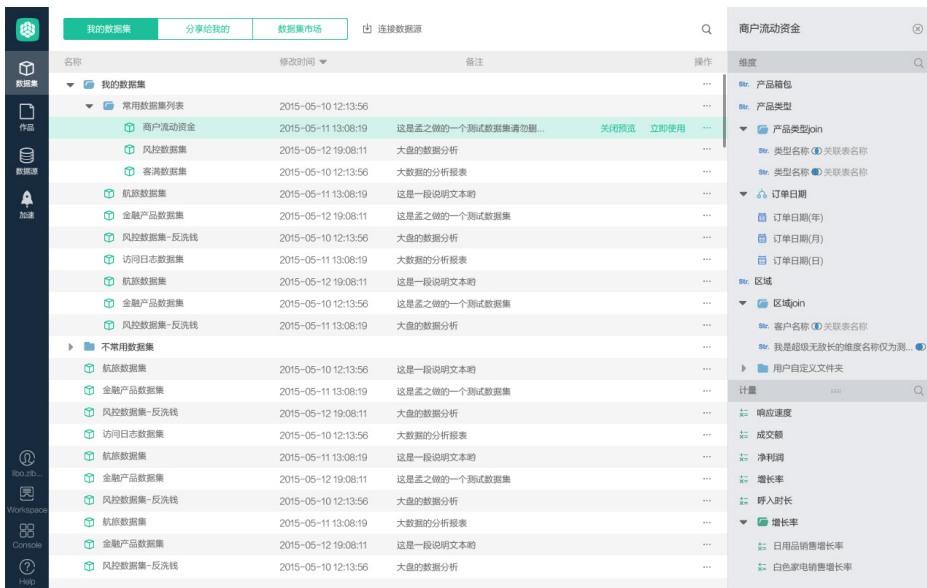 数据集
作品
数据源
加速
libo.zlb...
Workspace
Console
Help
我的数据集 分享给我的 数据集市场 连接数据源
名称 修改时间 备注 操作
我的数据集 ...
常用数据集列表 2015-05-10 12:13:56 ...
商户流动资金 2015-05-11 13:08:19 这是孟之做的一个测试数据集请勿删... 关闭预览 立即使用 ...
风控数据集 2015-05-12 19:08:11 大盘的数据分析 ...
客满数据集 2015-05-10 12:13:56 大数据的分析报表 ...
航旅数据集 2015-05-11 13:08:19 这是一段说明文本哟 ...
金融产品数据集 2015-05-12 19:08:11 这是孟之做的一个测试数据集 ...
风控数据集-反洗钱 2015-05-10 12:13:56 大盘的数据分析 ...
访问日志数据集 2015-05-11 13:08:19 大数据的分析报表 ...
航旅数据集 2015-05-12 19:08:11 这是一段说明文本哟 ...
金融产品数据集 2015-05-10 12:13:56 这是孟之做的一个测试数据集 ...
风控数据集-反洗钱 2015-05-11 13:08:19 大盘的数据分析 ...
不常用数据集 ...
航旅数据集 2015-05-10 12:13:56 这是一段说明文本哟 ...
金融产品数据集 2015-05-11 13:08:19 这是孟之做的一个测试数据集 ...
风控数据集-反洗钱 2015-05-12 19:08:11 大盘的数据分析 ...
访问日志数据集 2015-05-10 12:13:56 大数据的分析报表 ...
航旅数据集 2015-05-11 13:08:19 这是一段说明文本哟 ...
金融产品数据集 2015-05-12 19:08:11 这是孟之做的一个测试数据集 ...
风控数据集-反洗钱 2015-05-10 12:13:56 大盘的数据分析 ...
航旅数据集 2015-05-11 13:08:19 大数据的分析报表 ...
金融产品数据集 2015-05-12 19:08:11 这是一段说明文本哟 ...
风控数据集-反洗钱 2015-05-10 12:13:56 大盘的数据分析 ...
商户流动资金
维度
Str. 产品箱包
Str. 产品类型
产品类型join
Str. 类型名称 关联表名称
Str. 类型名称 关联表名称
订单日期
订单日期(年)
订单日期(月)
订单日期(日)
Str. 区域
区域join
Str. 客户名称 关联表名称
Str. 我是超级无敌长的维度名称仅为测...
用户自定义文件夹
计量
响应速度
成交额
净利润
增长率
呼入时长
增长率
日用品销售增长率
白色家电销售增长率